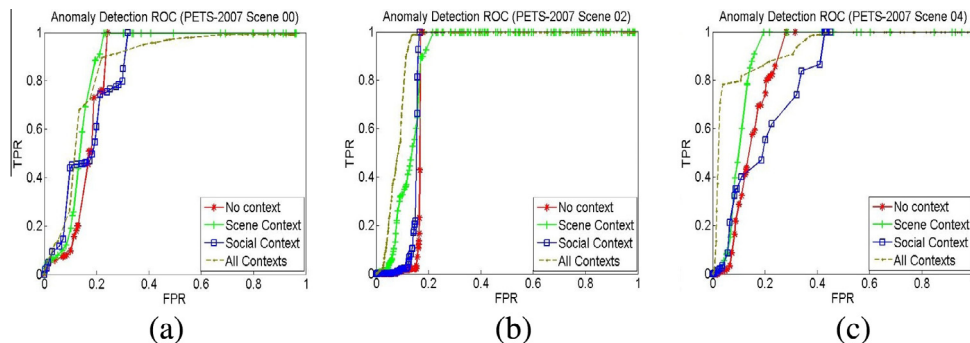 Anomaly Detection ROC (PETS-2007 Scene 00)
TPR
1
0.8
0.6
0.4
0.2
0
0
0.2
0.4
0.6
0.8
1
FPR
No context
Scene Context
Social Context
All Contexts
(a)
Anomaly Detection ROC (PETS-2007 Scene 02)
TPR
1
0.8
0.6
0.4
0.2
0
0
0.2
0.4
0.6
0.8
1
FPR
No context
Scene Context
Social Context
All Contexts
(b)
Anomaly Detection ROC (PETS-2007 Scene 04)
TPR
1
0.8
0.6
0.4
0.2
0
0
0.2
0.4
0.6
0.8
FPR
No context
Scene Context
Social Context
All Contexts
(c)